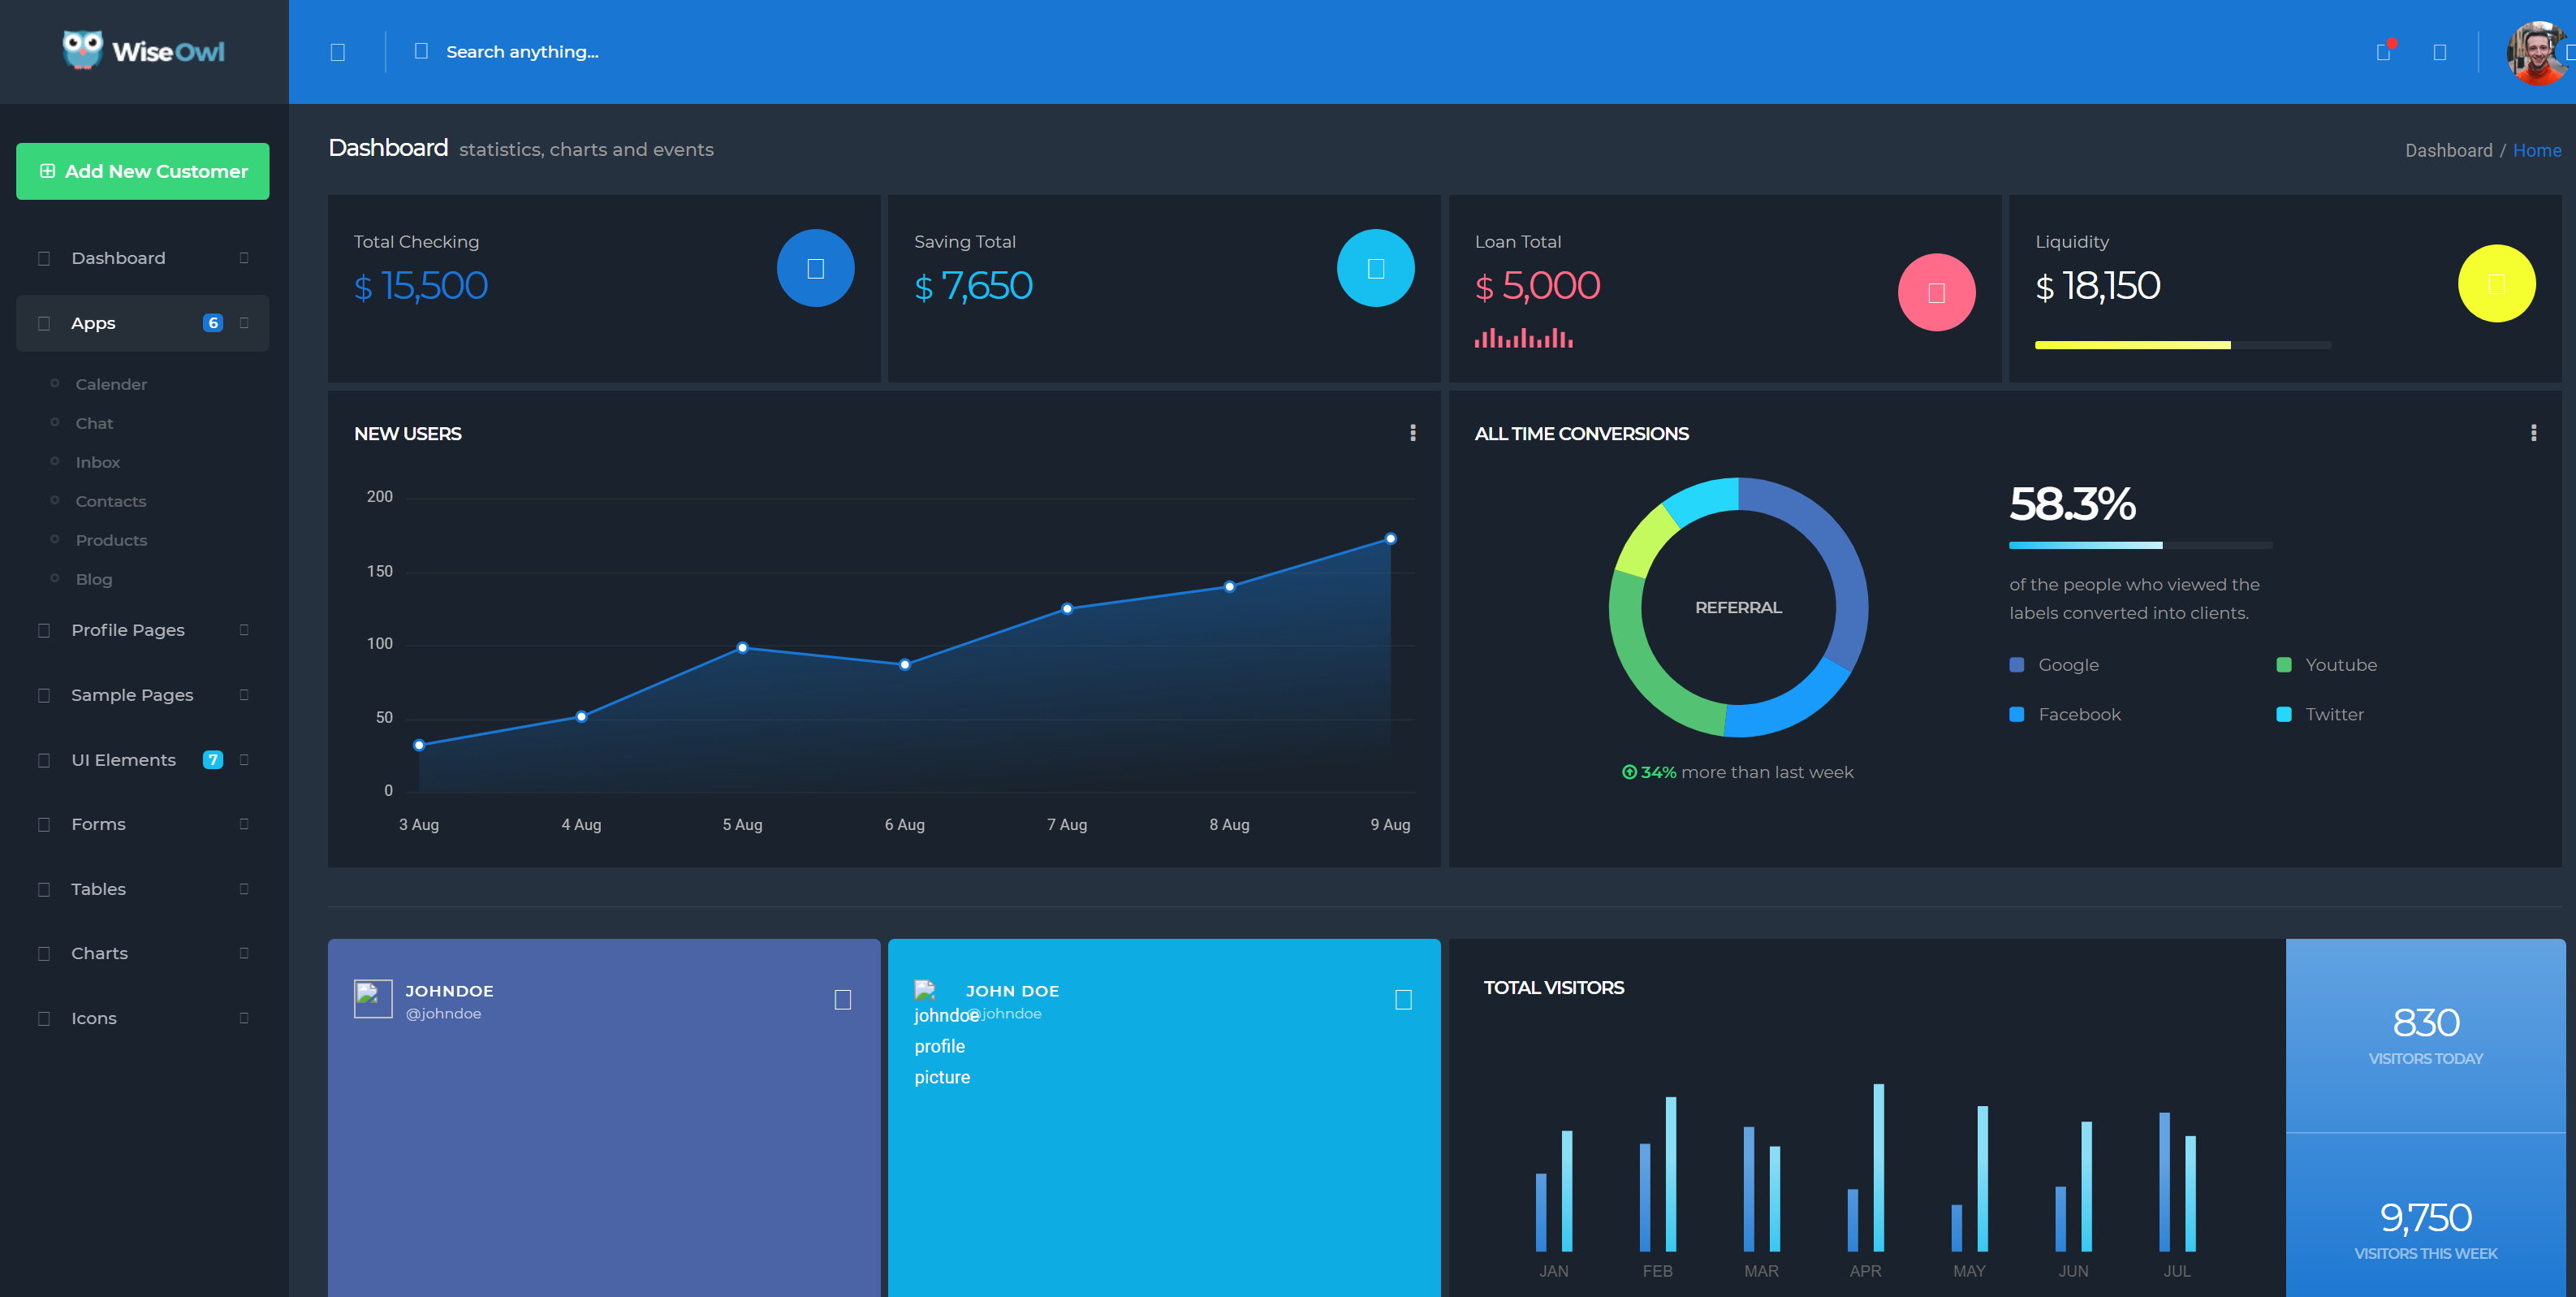 WiseOwl
Search anything...
Add New Customer
Dashboard
Apps 6
Calender
Chat
Inbox
Contacts
Products
Blog
Profile Pages
Sample Pages
UI Elements 7
Forms
Tables
Charts
Icons
Dashboard statistics, charts and events
Dashboard / Home
Total Checking
$ 15,500
Saving Total
$ 7,650
Loan Total
$ 5,000
Liquidity
$ 18,150
NEW USERS
200
150
100
50
0
3 Aug 4 Aug 5 Aug 6 Aug 7 Aug 8 Aug 9 Aug
ALL TIME CONVERSIONS
REFERRAL
34% more than last week
58.3%
of the people who viewed the
labels converted into clients.
Google Youtube
Facebook Twitter
JOHNDOE
@johndoe
JOHN DOE
@johndoe
johndoe
profile
picture
TOTAL VISITORS
JAN FEB MAR APR MAY JUN JUL
830
VISITORS TODAY
9,750
VISITORS THIS WEEK